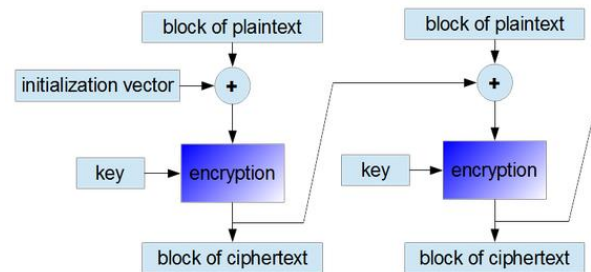 block of plaintext
block of plaintext
initialization vector
+
+
key
encryption
key
encryption
block of ciphertext
block of ciphertext